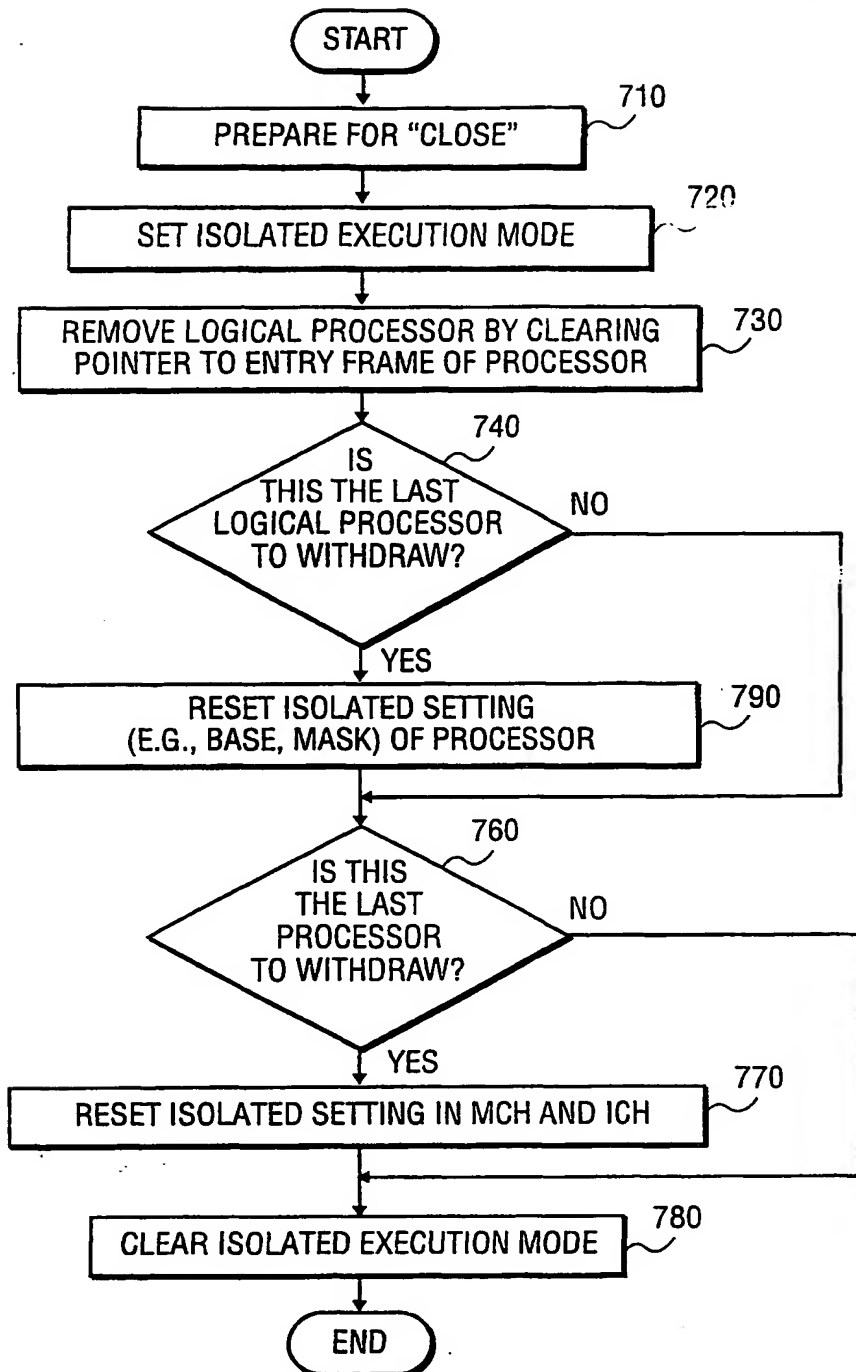 START
710
PREPARE FOR “CLOSE”
720
SET ISOLATED EXECUTION MODE
730
REMOVE LOGICAL PROCESSOR BY CLEARING
POINTER TO ENTRY FRAME OF PROCESSOR
740
IS
THIS THE LAST
LOGICAL PROCESSOR
TO WITHDRAW?
NO
YES
790
RESET ISOLATED SETTING
(E.G., BASE, MASK) OF PROCESSOR
760
IS THIS
THE LAST
PROCESSOR
TO WITHDRAW?
NO
YES
770
RESET ISOLATED SETTING IN MCH AND ICH
780
CLEAR ISOLATED EXECUTION MODE
END